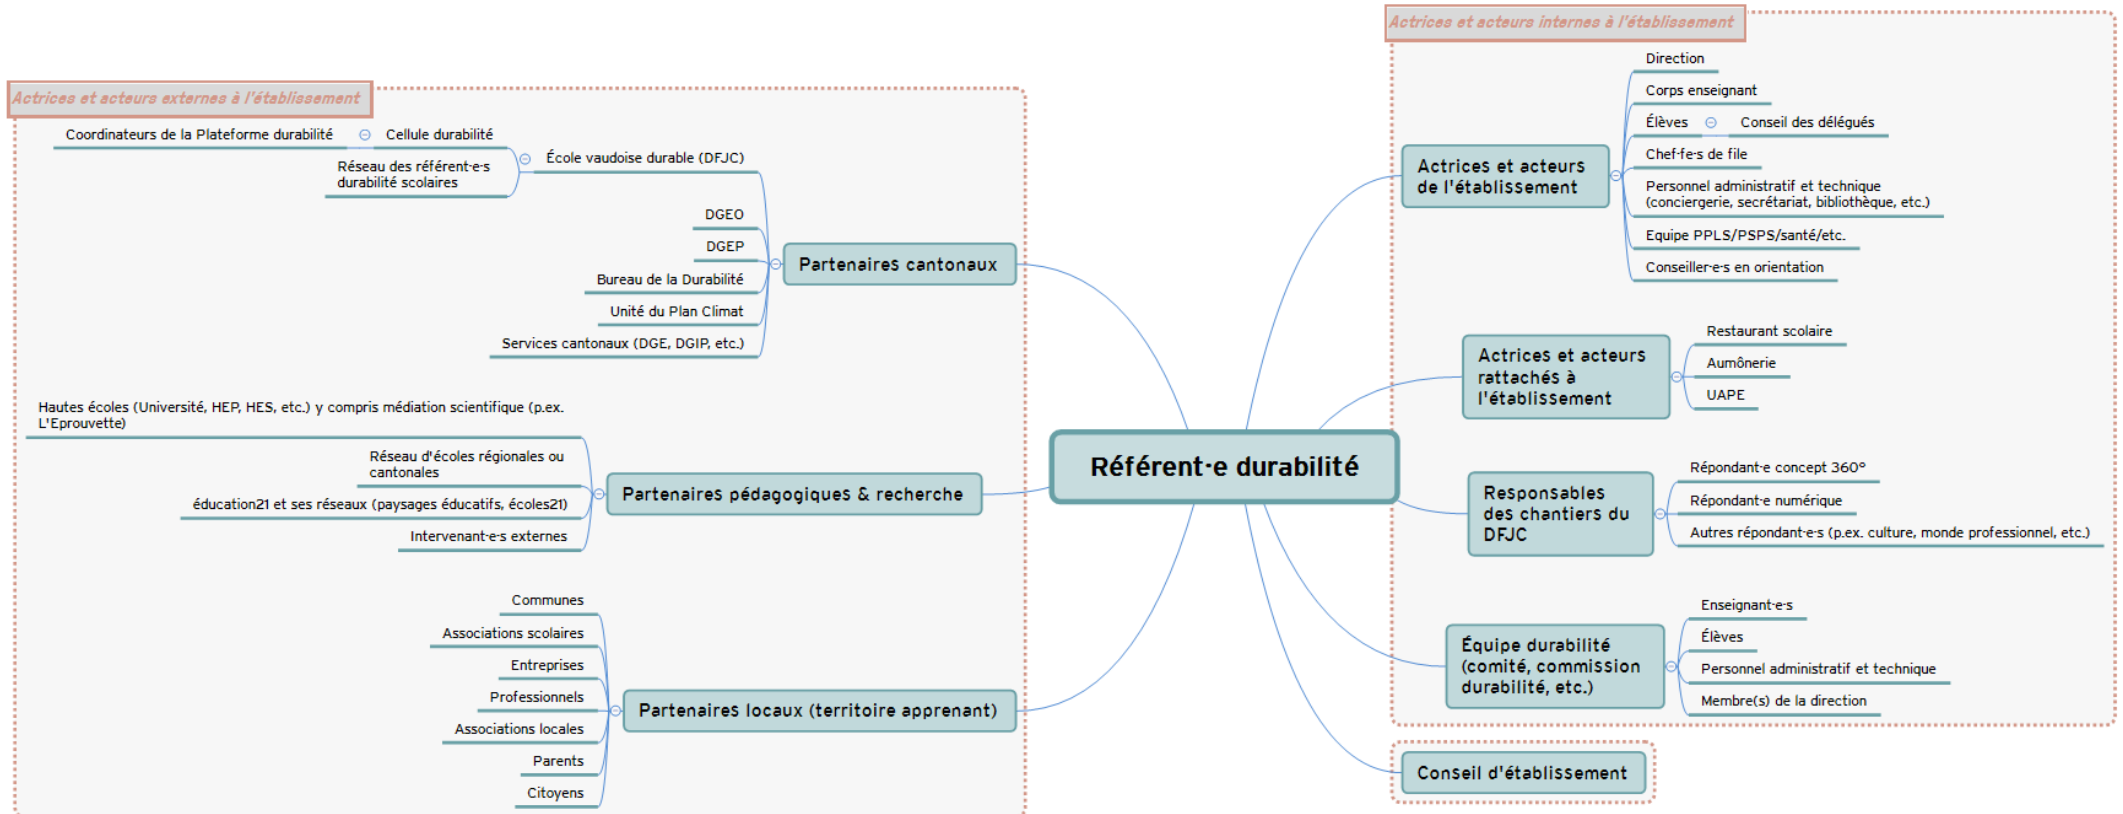 Actrices et acteurs externes à l'établissement
Coordinateurs de la Plateforme durabilité
Cellule durabilité
Réseau des référent·e·s
durabilité scolaires
École vaudoise durable (DFJC)
DGEO
DGEP
Bureau de la Durabilité
Unité du Plan Climat
Services cantonaux (DGE, DGIP, etc.)
Partenaires cantonaux
Hautes écoles (Université, HEP, HES, etc.) y compris médiation scientifique (p.ex.
L'Eprouvette)
Réseau d'écoles régionales ou
cantonales
éducation21 et ses réseaux (paysages éducatifs, écoles21)
Intervenant·e·s externes
Partenaires pédagogiques & recherche
Communes
Associations scolaires
Entreprises
Professionnels
Associations locales
Parents
Citoyens
Partenaires locaux (territoire apprenant)
Référent·e durabilité
Actrices et acteurs internes à l'établissement
Actrices et acteurs
de l'établissement
Direction
Corps enseignant
Élèves
Conseil des délégués
Chef·fe·s de file
Personnel administratif et technique
(conciergerie, secrétariat, bibliothèque, etc.)
Equipe PPLS/PSPS/santé/etc.
Conseiller·e·s en orientation
Actrices et acteurs
rattachés à
l'établissement
Restaurant scolaire
Aumônerie
UAPE
Responsables
des chantiers du
DFJC
Répondant·e concept 360°
Répondant·e numérique
Autres répondant·e·s (p.ex. culture, monde professionnel, etc.)
Équipe durabilité
(comité, commission
durabilité, etc.)
Enseignant·e·s
Élèves
Personnel administratif et technique
Membre(s) de la direction
Conseil d'établissement